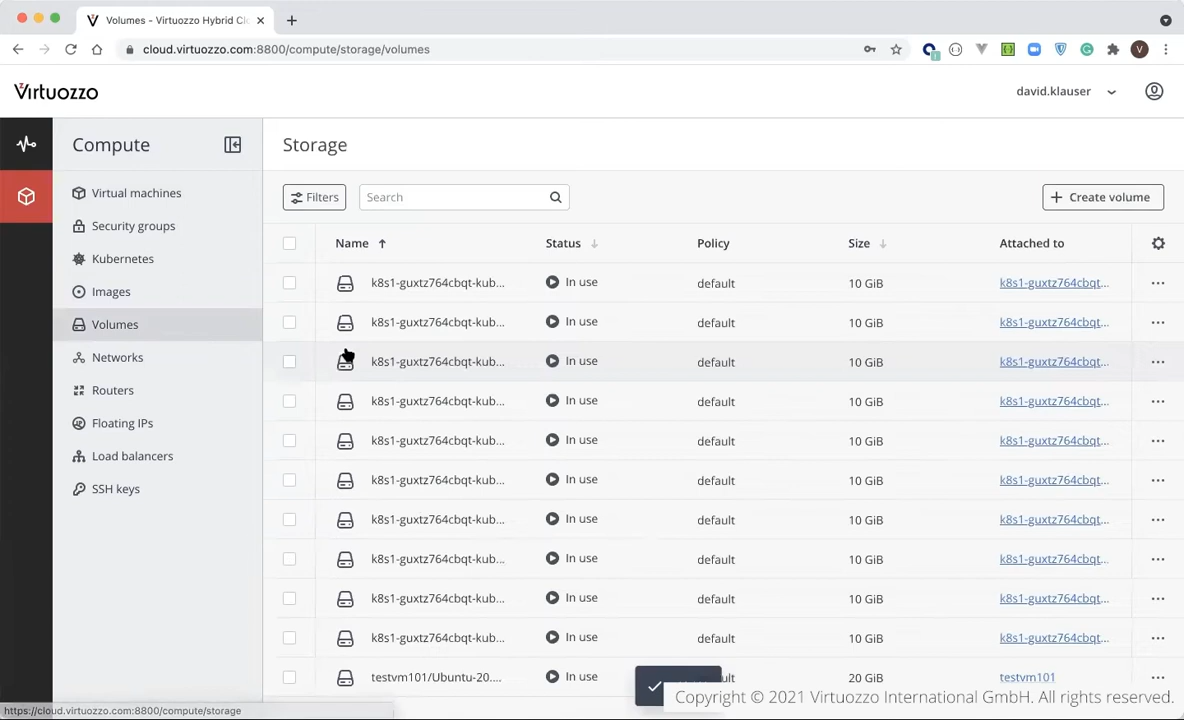 Volumes - Virtuozzo Hybrid Cl
cloud.virtuozzo.com:8800/compute/storage/volumes
V
Virtuozzo
david.klauser
Compute
Storage
Virtual machines
Security groups
Kubernetes
Images
Volumes
Networks
Routers
Floating IPs
Load balancers
SSH keys
Filters
Search
Create volume
Name Status Policy Size Attached to
k8s1-guxtz764cbqt-kub... In use default 10 GiB k8s1-guxtz764cbqt...
k8s1-guxtz764cbqt-kub... In use default 10 GiB k8s1-guxtz764cbqt...
k8s1-guxtz764cbqt-kub... In use default 10 GiB k8s1-guxtz764cbqt...
k8s1-guxtz764cbqt-kub... In use default 10 GiB k8s1-guxtz764cbqt...
k8s1-guxtz764cbqt-kub... In use default 10 GiB k8s1-guxtz764cbqt...
k8s1-guxtz764cbqt-kub... In use default 10 GiB k8s1-guxtz764cbqt...
k8s1-guxtz764cbqt-kub... In use default 10 GiB k8s1-guxtz764cbqt...
k8s1-guxtz764cbqt-kub... In use default 10 GiB k8s1-guxtz764cbqt...
k8s1-guxtz764cbqt-kub... In use default 10 GiB k8s1-guxtz764cbqt...
k8s1-guxtz764cbqt-kub... In use default 10 GiB k8s1-guxtz764cbqt...
testvm101/Ubuntu-20.... In use 20 GiB testvm101
Copyright © 2021 Virtuozzo International GmbH. All rights reserved.
https://cloud.virtuozzo.com:8800/compute/storage